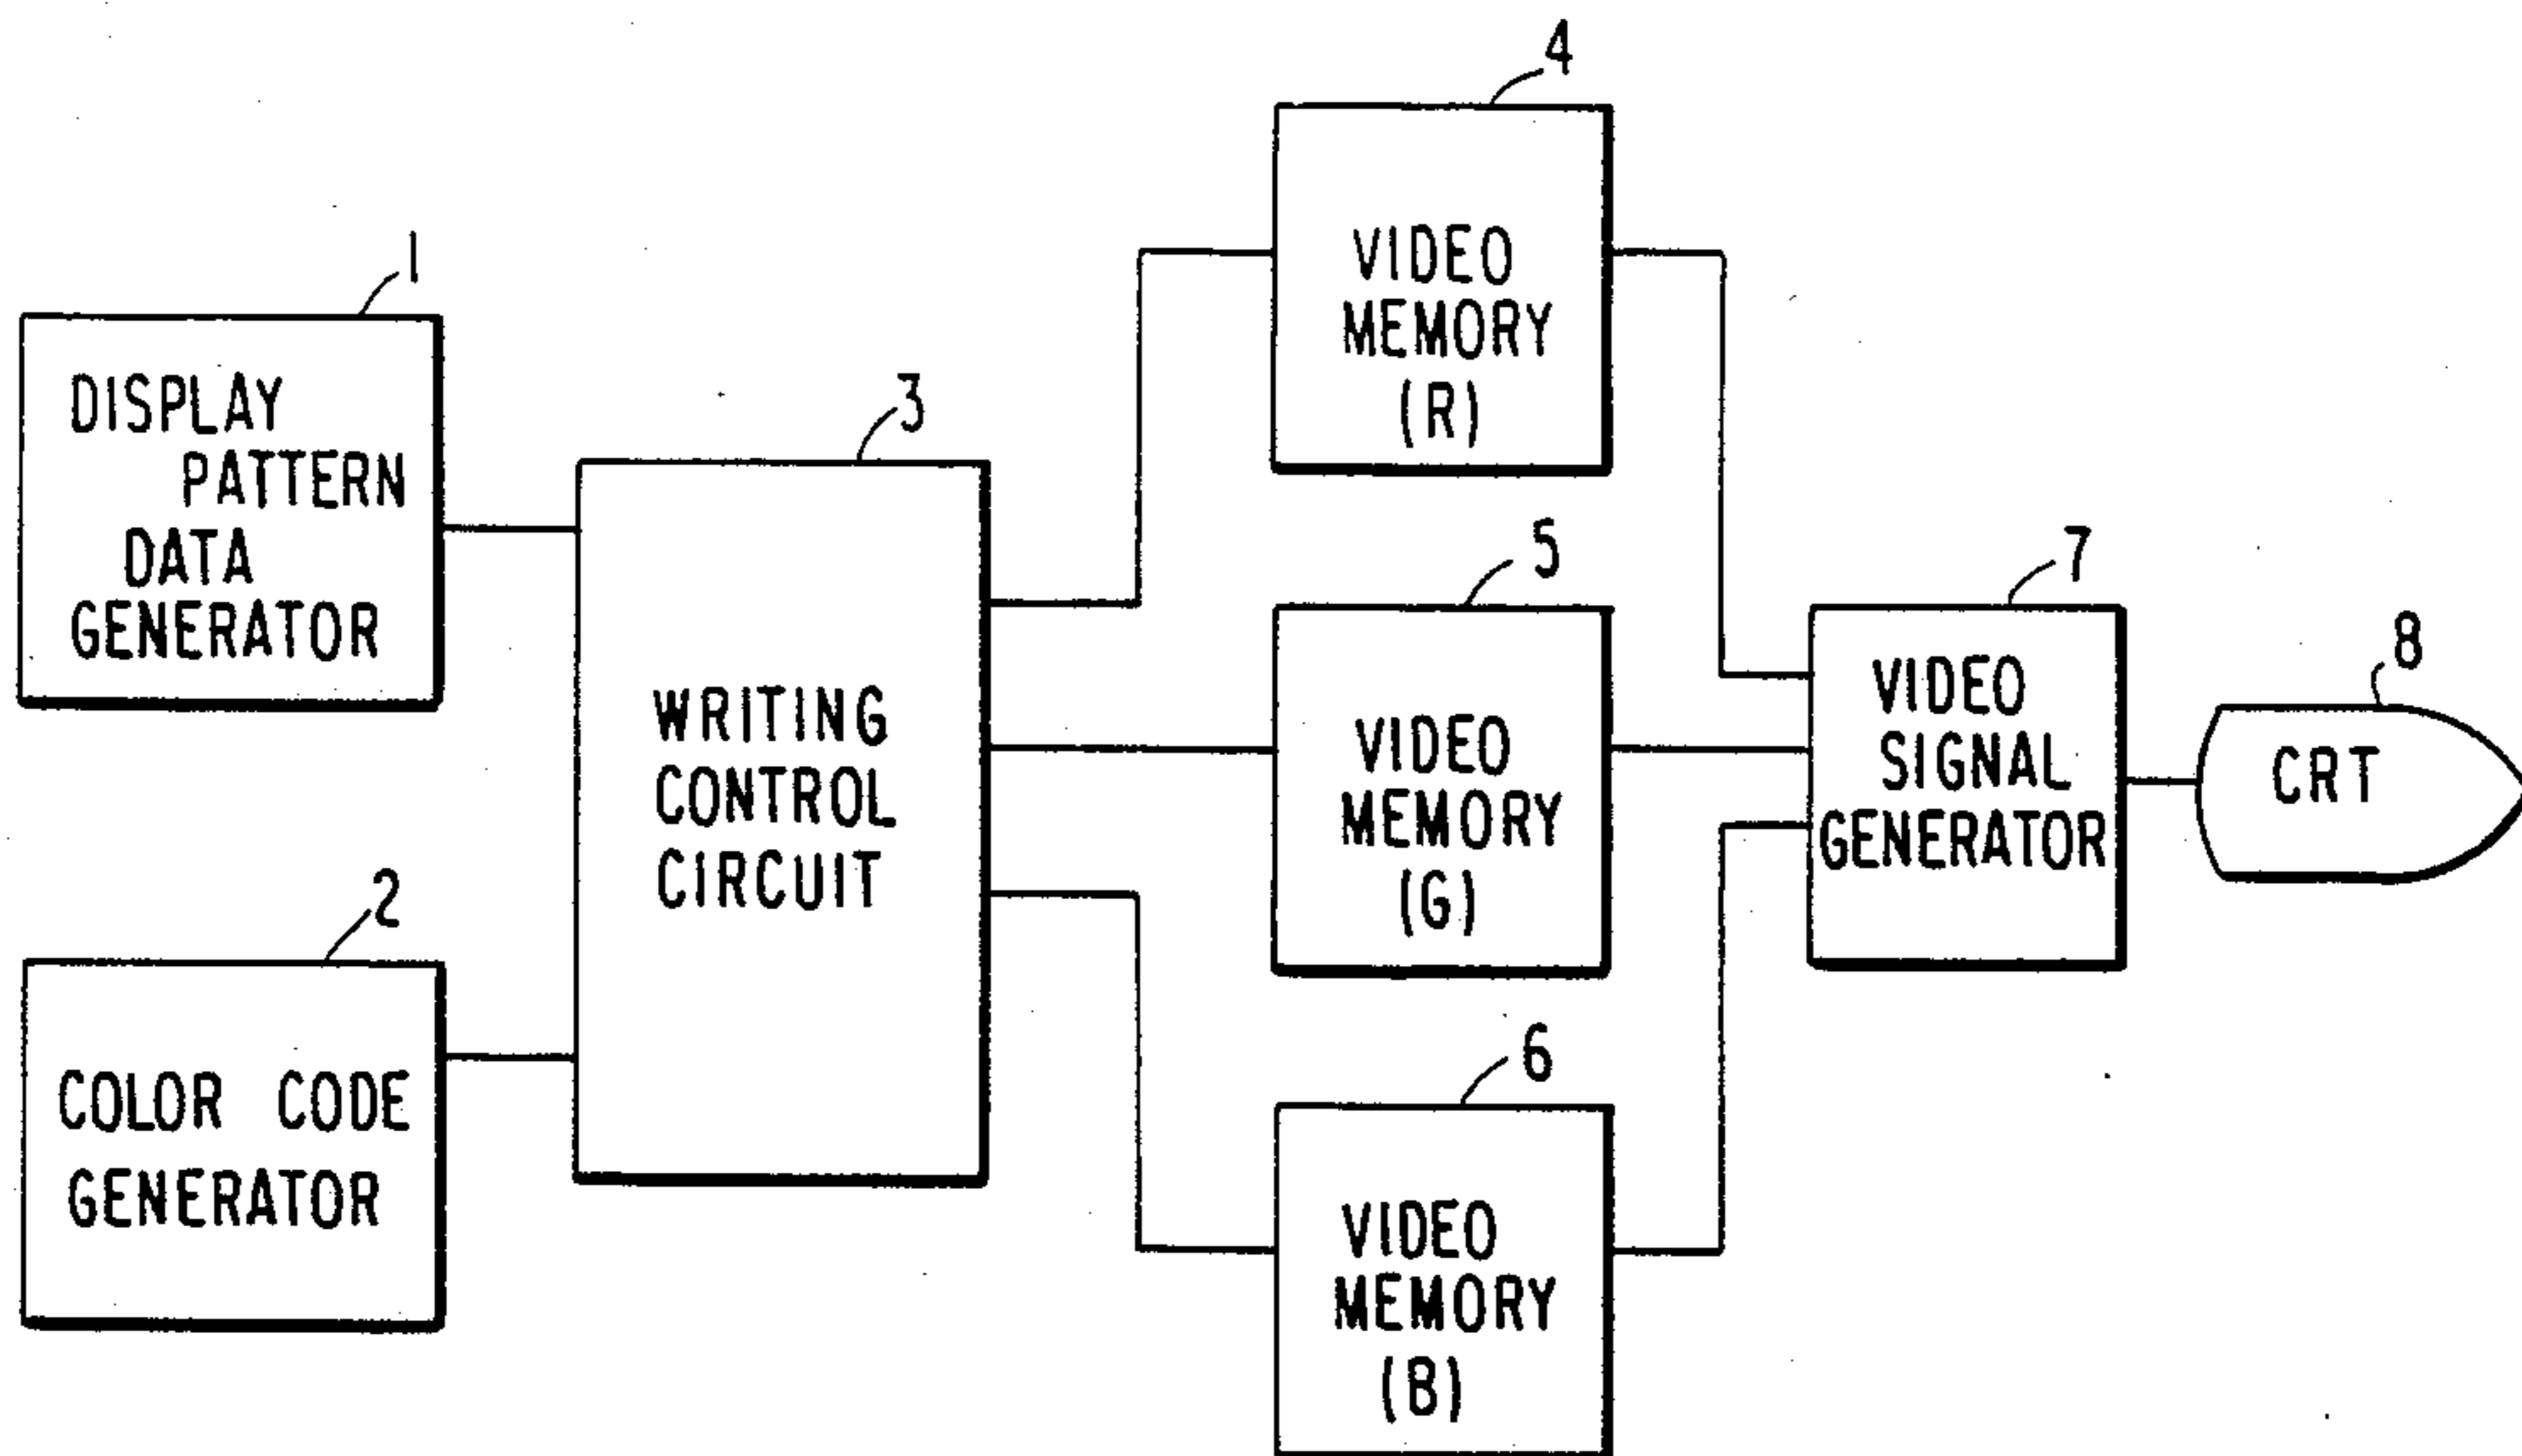 1
DISPLAY
PATTERN
DATA
GENERATOR
2
COLOR CODE
GENERATOR
3
WRITING
CONTROL
CIRCUIT
4
VIDEO
MEMORY
(R)
5
VIDEO
MEMORY
(G)
6
VIDEO
MEMORY
(B)
7
VIDEO
SIGNAL
GENERATOR
8
CRT